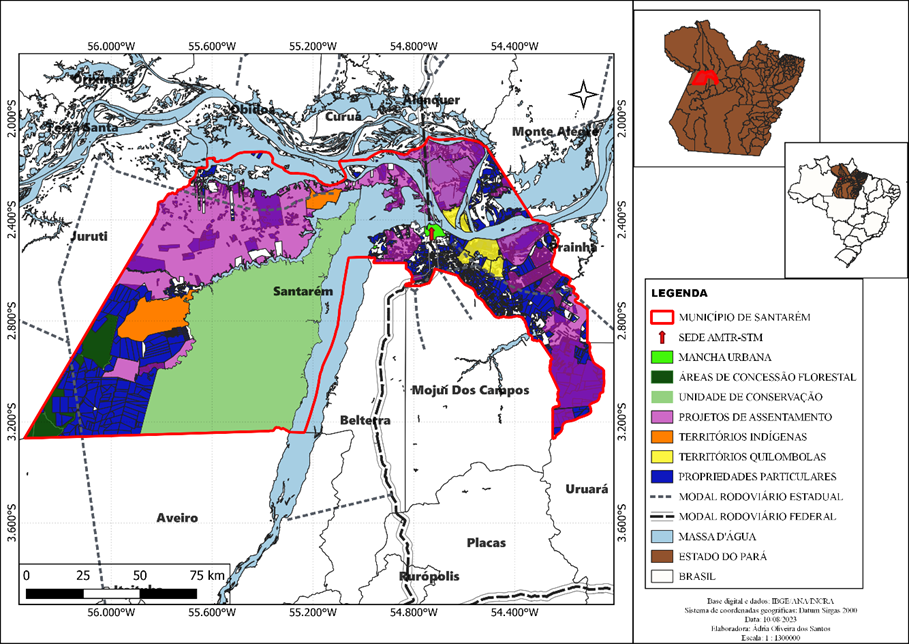 56.000°W 55.600°W 55.200°W 54.800°W 54.400°W
Oriximiná
Óbidos
Alenquer
Curuá
Terra Santa
Monte Alegre
2.000°S 2.000°S
Juruti
2.400°S 2.400°S
Prainha
Santarém
2.800°S 2.800°S
Mojuí Dos Campos
Belterra
3.200°S 3.200°S
Uruará
Aveiro
3.600°S 3.600°S
Placas
Rurópolis
0 25 50 75 km
56.000°W 55.600°W 55.200°W 54.800°W 54.400°W
LEGENDA
MUNICÍPIO DE SANTARÉM
SEDE AMTR-STM
MANCHA URBANA
ÁREAS DE CONCESSÃO FLORESTAL
UNIDADE DE CONSERVAÇÃO
PROJETOS DE ASSENTAMENTO
TERRITÓRIOS INDÍGENAS
TERRITÓRIOS QUILOMBOLAS
PROPRIEDADES PARTICULARES
MODAL RODOVIÁRIO ESTADUAL
MODAL RODOVIÁRIO FEDERAL
MASSA D'ÁGUA
ESTADO DO PARÁ
BRASIL
Base digital e dados: IBGE/ANA/INCRA
Sistema de coordenadas geográficas: Datum Sirgas 2000
Data: 10/08/2023
Elaboradora: Ádria Oliveira dos Santos
Escala: 1 : 1300000